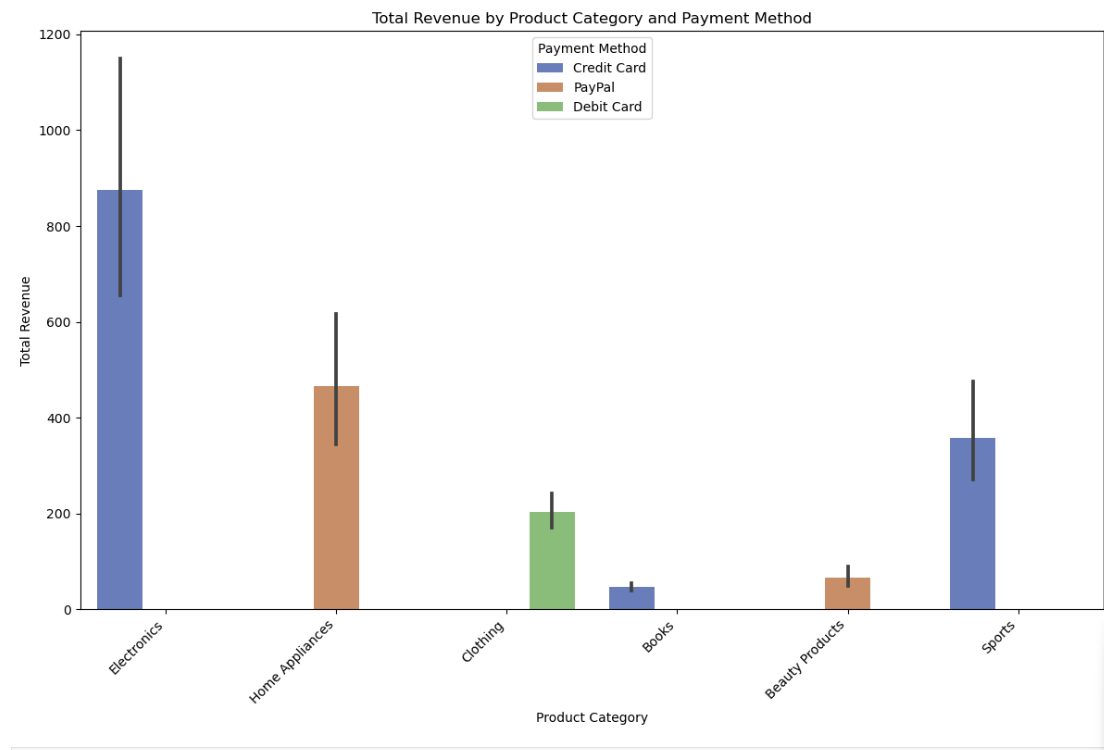 Total Revenue by Product Category and Payment Method
Payment Method
Credit Card
PayPal
Debit Card
1200
1000
800
600
400
200
0
Total Revenue
Electronics
Home Appliances
Clothing
Books
Beauty Products
Sports
Product Category